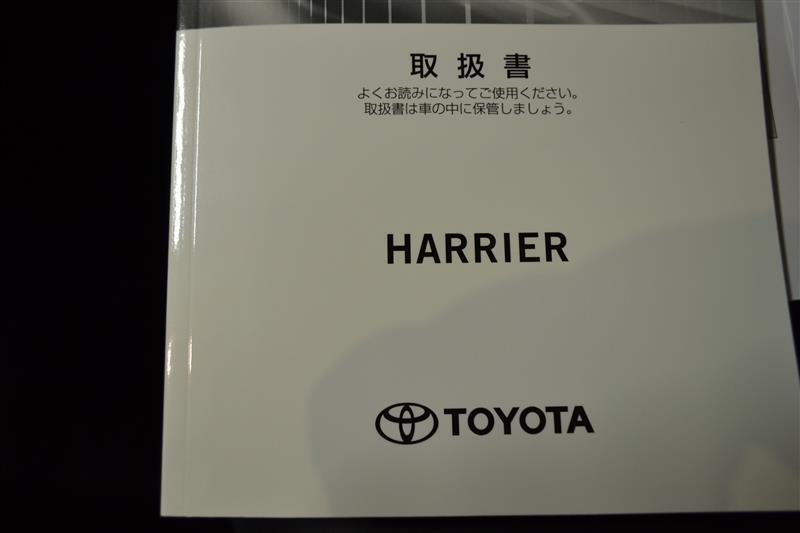 取扱書
よくお読みになってご使用ください。
取扱書は車の中に保管しましょう。
HARRIER
TOYOTA